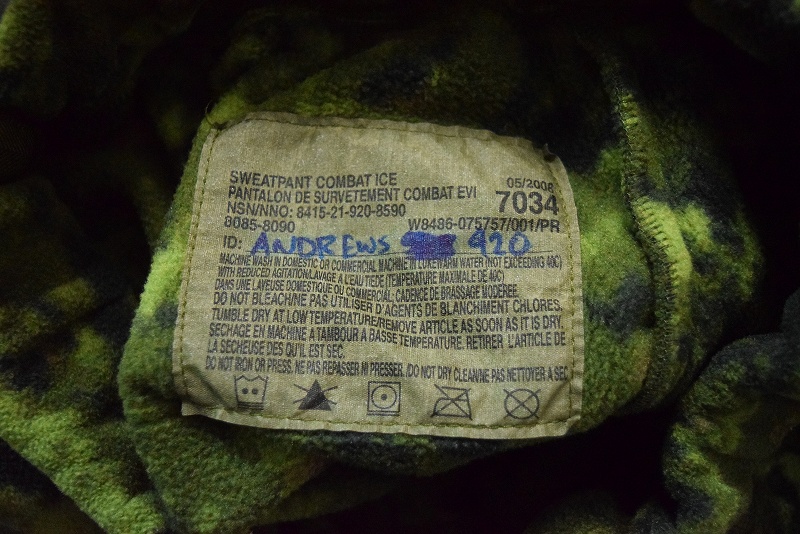 SWEATPANT COMBAT ICE
05/2008
PANTALON DE SURVETEMENT COMBAT EVI
7034
NSN/NNO: 8415-21-920-8590
8085-8090
W8486-075757/001/PR
ID: ANDREWS 920
MACHINE WASH IN DOMESTIC OR COMMERCIAL MACHINE IN LUKEWARM WATER (NOT EXCEEDING 40C)
WITH REDUCED AGITATION/LAVAGE A L'EAU TIEDE (TEMPERATURE MAXIMALE DE 40C)
DANS UNE LAVEUSE DOMESTIQUE OU COMMERCIAL, CADENCE DE BRASSAGE MODEREE.
DO NOT BLEACH/NE PAS UTILISER D'AGENTS DE BLANCHIMENT CHLORES.
TUMBLE DRY AT LOW TEMPERATURE/REMOVE ARTICLE AS SOON AS IT IS DRY.
SECHAGE EN MACHINE A TAMBOUR A BASSE TEMPERATURE. RETIRER L'ARTICLE DE
LA SECHEUSE DES QU'IL EST SEC.
DO NOT IRON OR PRESS. NE PAS REPASSER NI PRESSER. /DO NOT DRY CLEAN/NE PAS NETTOYER A SEC